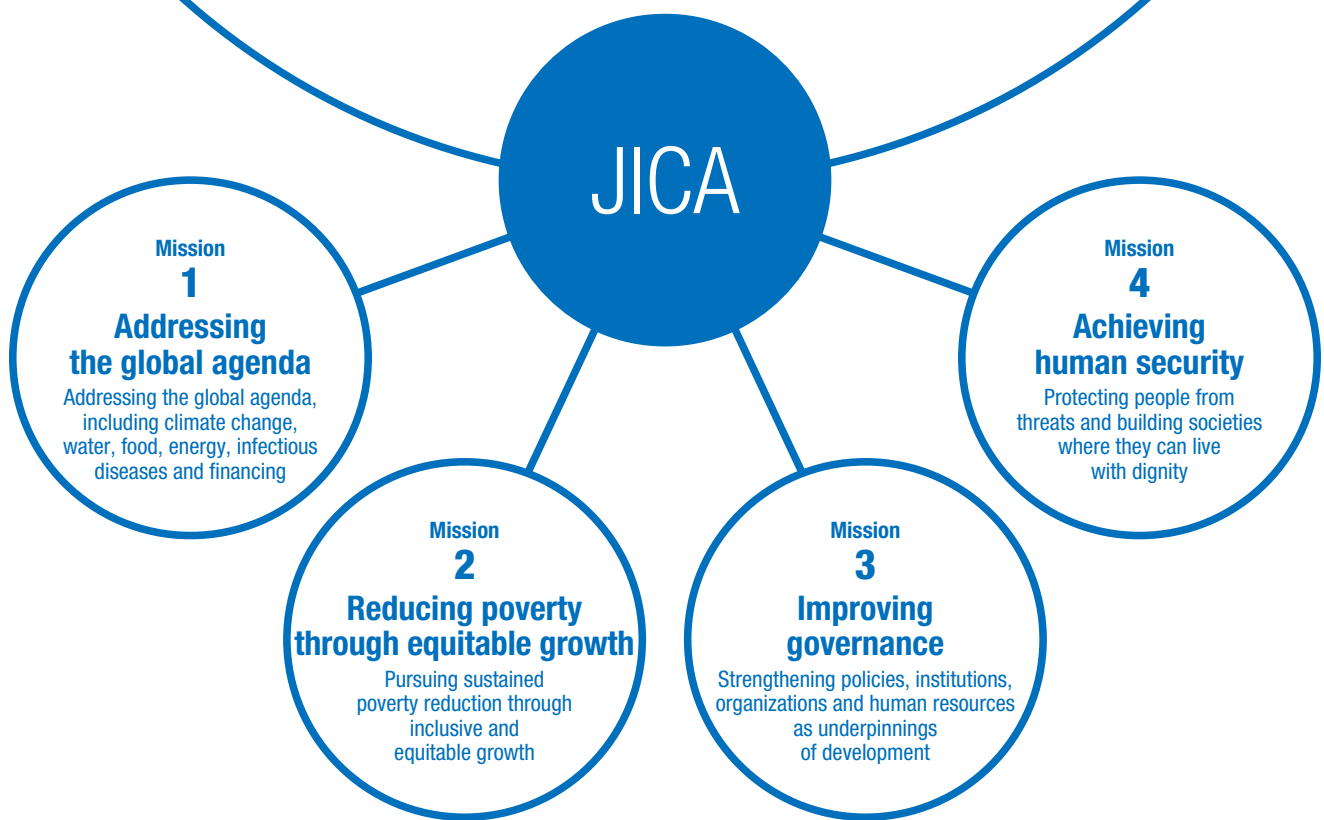 JICA
Mission
1
Addressing
the global agenda
Addressing the global agenda,
including climate change,
water, food, energy, infectious
diseases and financing
Mission
2
Reducing poverty
through equitable growth
Pursuing sustained
poverty reduction through
inclusive and
equitable growth
Mission
3
Improving
governance
Strengthening policies, institutions,
organizations and human resources
as underpinnings
of development
Mission
4
Achieving
human security
Protecting people from
threats and building societies
where they can live
with dignity